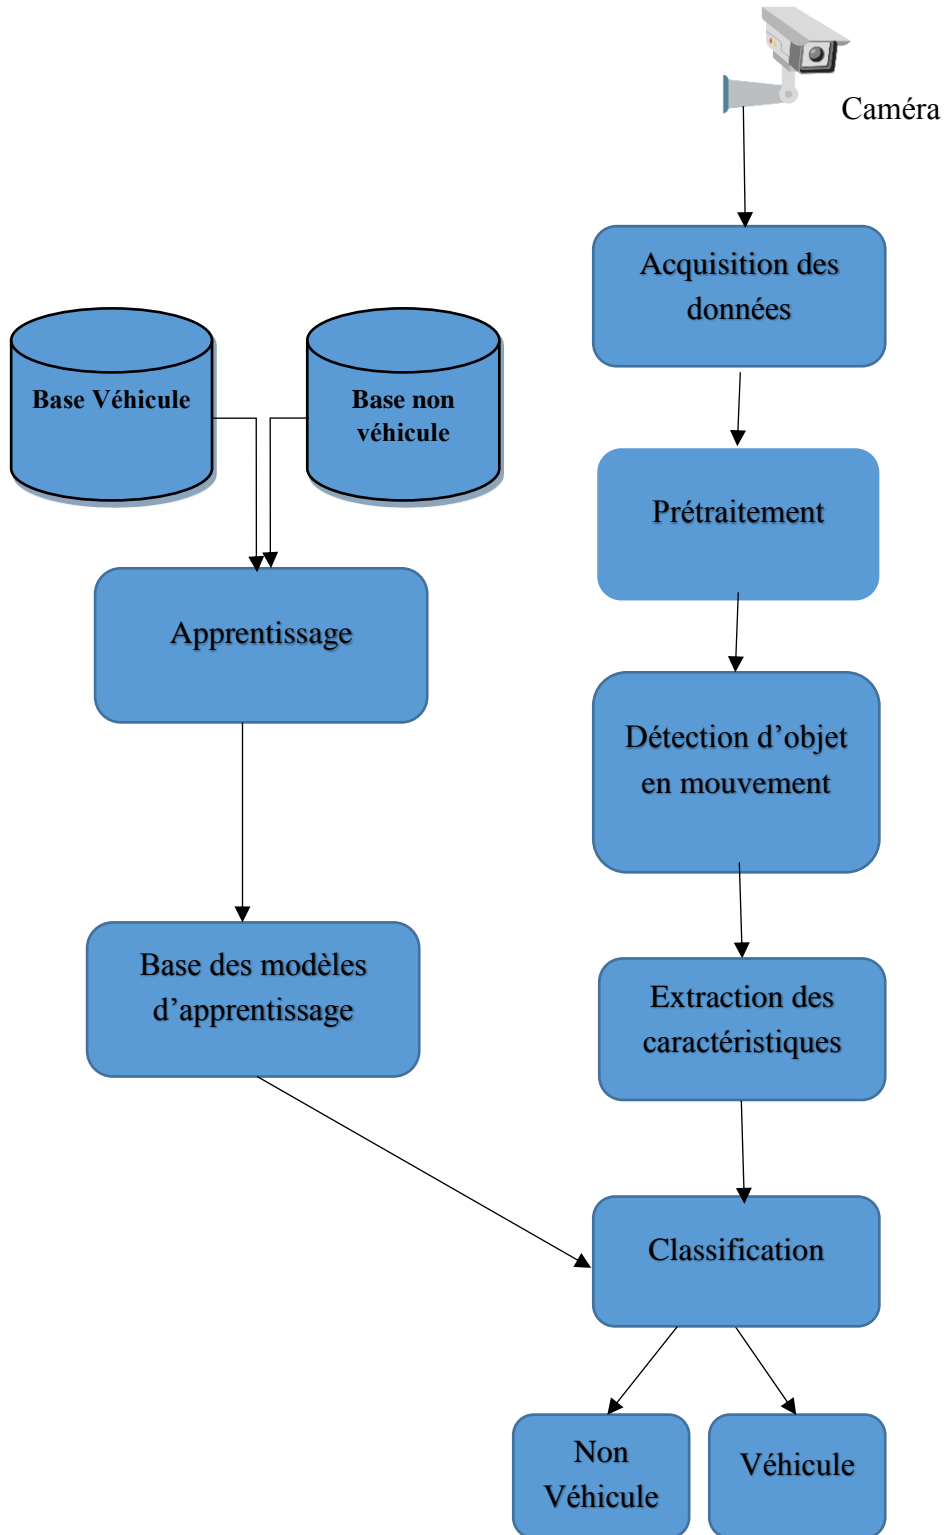 Caméra
Acquisition des
données
Base Véhicule
Base non
véhicule
Prétraitement
Apprentissage
Détection d’objet
en mouvement
Base des modèles
d’apprentissage
Extraction des
caractéristiques
Classification
Non
Véhicule
Véhicule